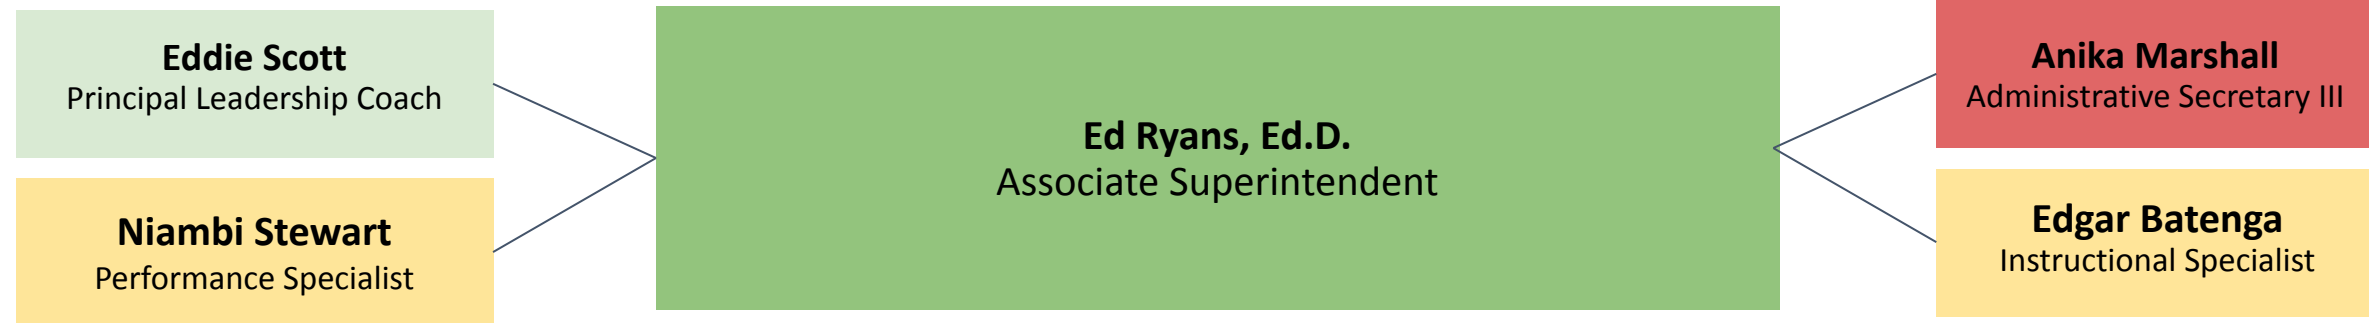 Eddie Scott
Principal Leadership Coach
Niambi Stewart
Performance Specialist
Ed Ryans, Ed.D.
Associate Superintendent
Anika Marshall
Administrative Secretary III
Edgar Batenga
Instructional Specialist